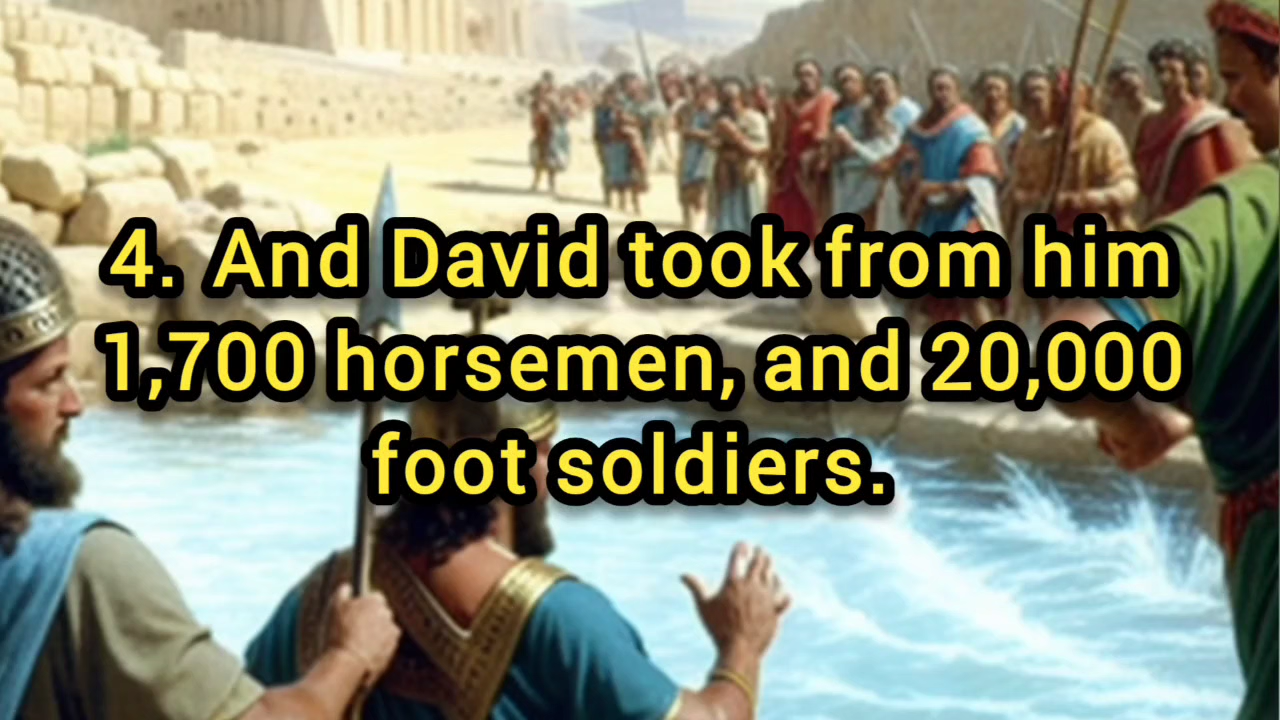 4. And David took from him
1,700 horsemen, and 20,000
foot soldiers.